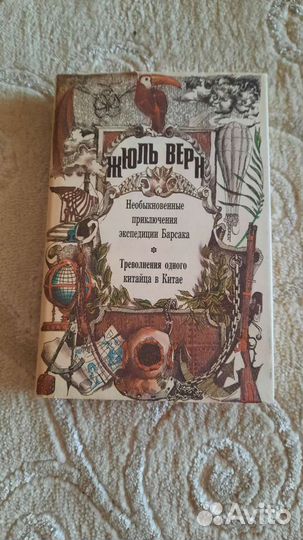 ЖЮЛЬ ВЕРН
Необыкновенные
приключения
экспедиции Барсака
*
Треволнения одного
китайца в Китае
Avito